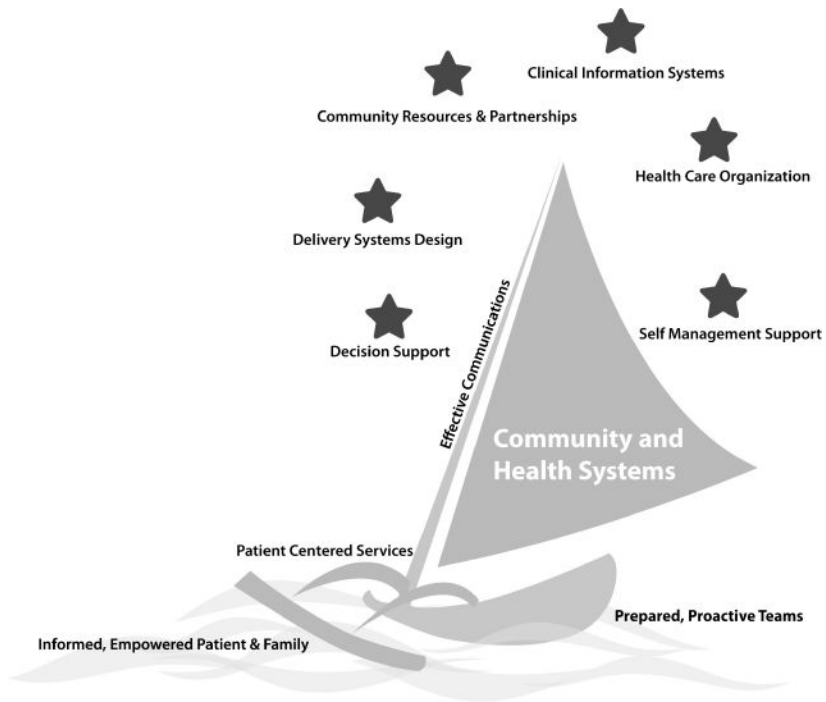 Clinical Information Systems
Community Resources & Partnerships
Health Care Organization
Delivery Systems Design
Self Management Support
Decision Support
Effective Communications
Community and
Health Systems
Patient Centered Services
Prepared, Proactive Teams
Informed, Empowered Patient & Family